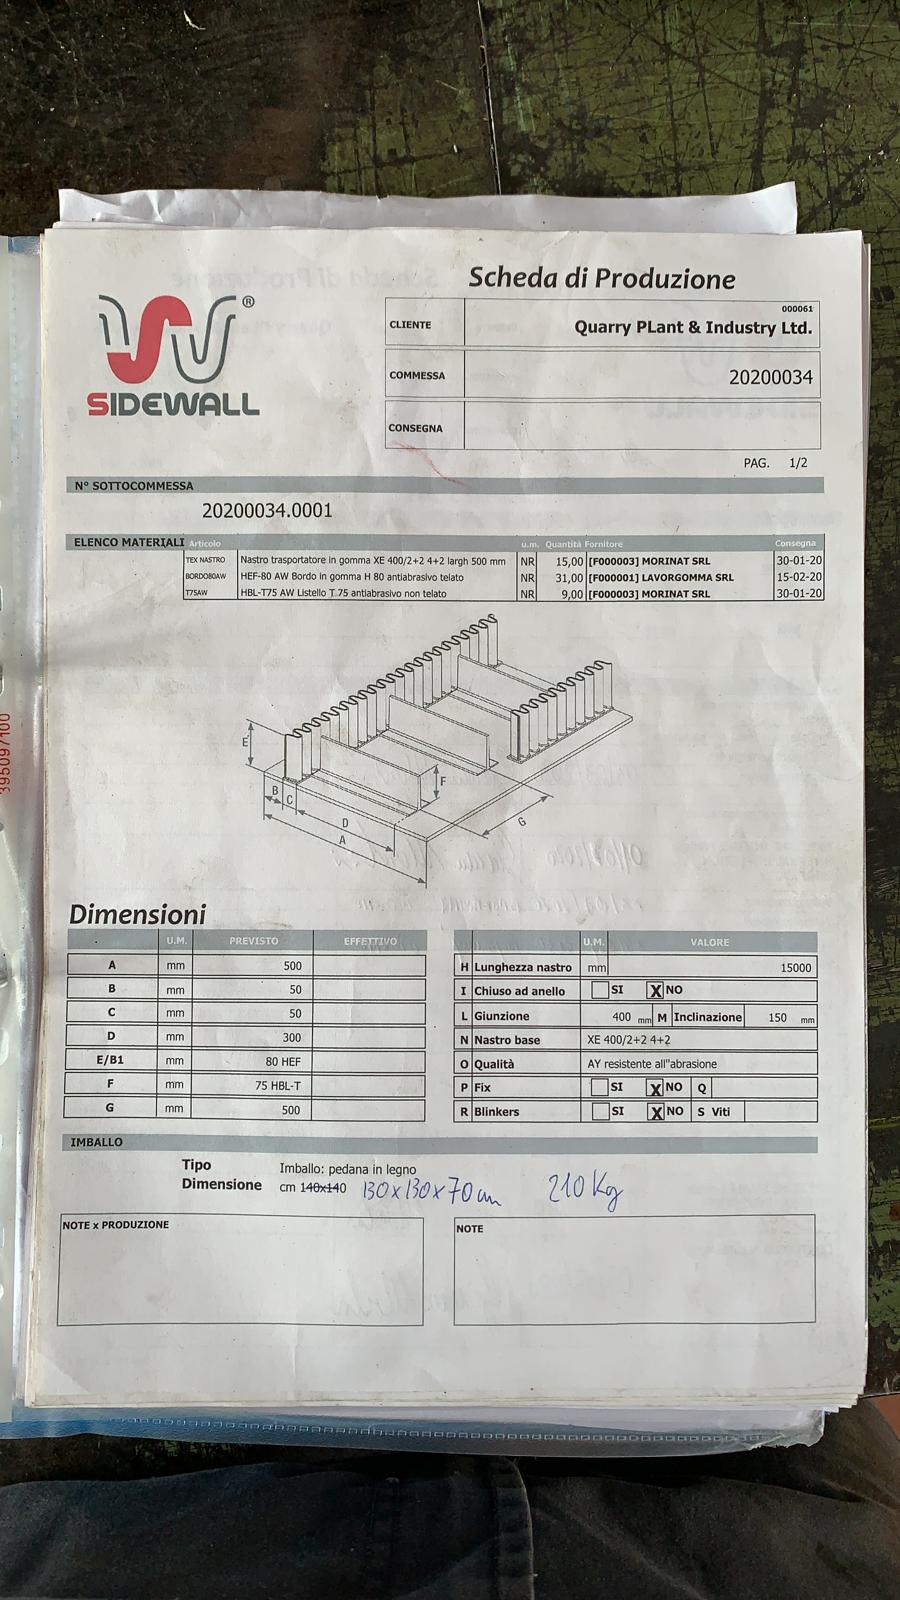 Scheda di Produzione
®
SIDEWALL
000061
CLIENTE Quarry PLant & Industry Ltd.
COMMESSA 20200034
CONSEGNA
PAG. 1/2
N° SOTTOCOMMESSA
20200034.0001
ELENCO MATERIALI Articolo u.m. Quantità Fornitore Consegna
TEX NASTRO Nastro trasportatore in gomma XE 400/2+2 4+2 largh 500 mm NR 15,00 [F000003] MORINAT SRL 30-01-20
BORDO80AW HEF-80 AW Bordo in gomma H 80 antiabrasivo telato NR 31,00 [F000001] LAVORGOMMA SRL 15-02-20
T75AW HBL-T75 AW Listello T 75 antiabrasivo non telato NR 9,00 [F000003] MORINAT SRL 30-01-20
E
B
C
F
D
G
A
395097100
Dimensioni
U.M. PREVISTO EFFETTIVO
A mm 500
B mm 50
C mm 50
D mm 300
E/B1 mm 80 HEF
F mm 75 HBL-T
G mm 500
U.M. VALORE
H Lunghezza nastro mm 15000
I Chiuso ad anello SI X NO
L Giunzione 400 mm M Inclinazione 150 mm
N Nastro base XE 400/2+2 4+2
O Qualità AY resistente all"abrasione
P Fix SI X NO Q
R Blinkers SI X NO S Viti
IMBALLO
Tipo Imballo: pedana in legno
Dimensione cm 140x140 130x130x70 cm 210 Kg
NOTE x PRODUZIONE
NOTE